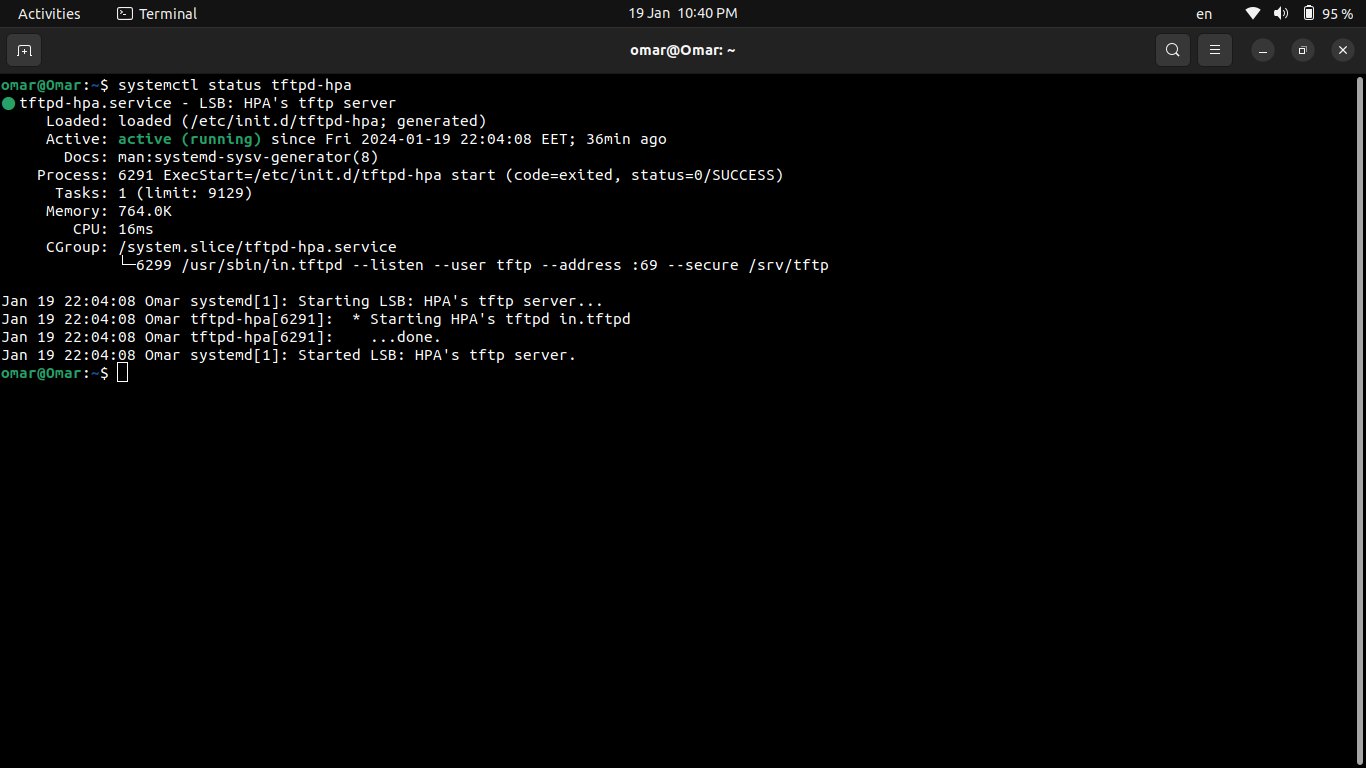 Activities Terminal 19 Jan 10:40 PM en 95 %
omar@Omar: ~
omar@Omar:~$ systemctl status tftpd-hpa
● tftpd-hpa.service - LSB: HPA's tftp server
     Loaded: loaded (/etc/init.d/tftpd-hpa; generated)
     Active: active (running) since Fri 2024-01-19 22:04:08 EET; 36min ago
       Docs: man:systemd-sysv-generator(8)
    Process: 6291 ExecStart=/etc/init.d/tftpd-hpa start (code=exited, status=0/SUCCESS)
      Tasks: 1 (limit: 9129)
     Memory: 764.0K
        CPU: 16ms
     CGroup: /system.slice/tftpd-hpa.service
             └─6299 /usr/sbin/in.tftpd --listen --user tftp --address :69 --secure /srv/tftp
Jan 19 22:04:08 Omar systemd[1]: Starting LSB: HPA's tftp server...
Jan 19 22:04:08 Omar tftpd-hpa[6291]:  * Starting HPA's tftpd in.tftpd
Jan 19 22:04:08 Omar tftpd-hpa[6291]:    ...done.
Jan 19 22:04:08 Omar systemd[1]: Started LSB: HPA's tftp server.
omar@Omar:~$